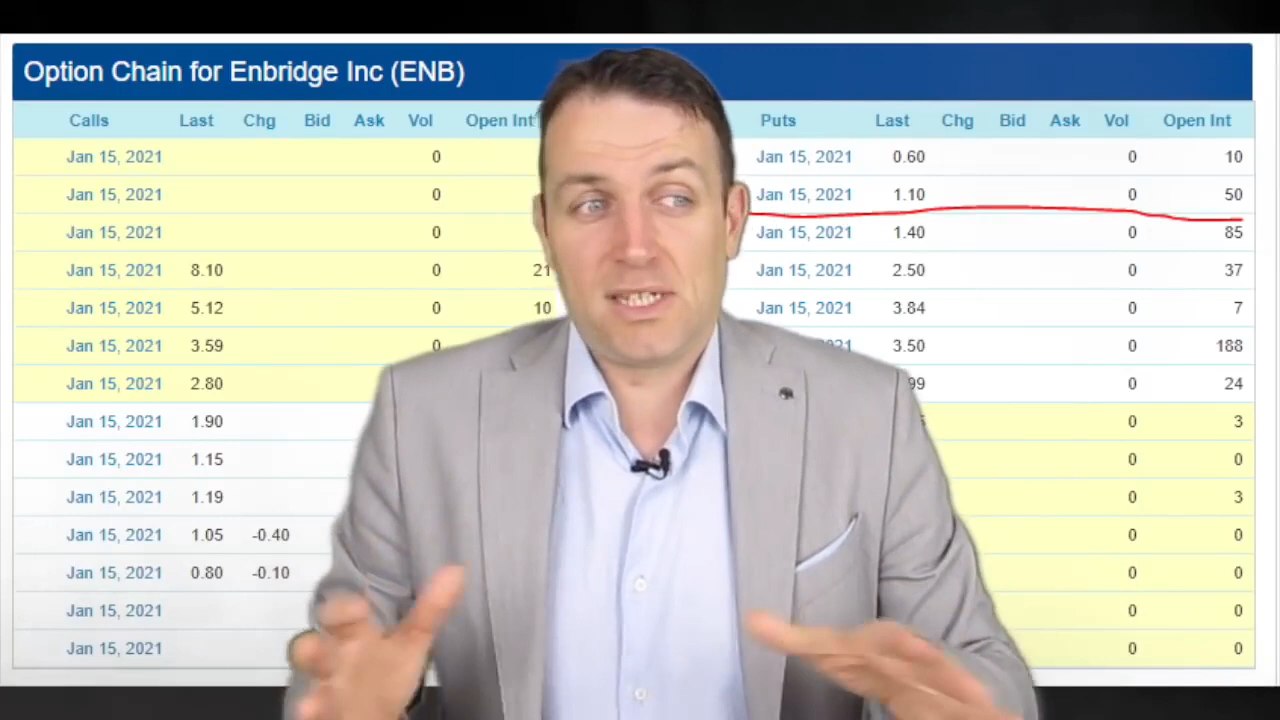 Option Chain for Enbridge Inc (ENB)
Calls Last Chg Bid Ask Vol Open Int Puts Last Chg Bid Ask Vol Open Int
Jan 15, 2021 0 Jan 15, 2021 0.60 0 10
Jan 15, 2021 0 Jan 15, 2021 1.10 0 50
Jan 15, 2021 0 Jan 15, 2021 1.40 0 85
Jan 15, 2021 8.10 0 21 Jan 15, 2021 2.50 0 37
Jan 15, 2021 5.12 0 10 Jan 15, 2021 3.84 0 7
Jan 15, 2021 3.59 0 3.50 0 188
Jan 15, 2021 2.80 0 24
Jan 15, 2021 1.90 0 3
Jan 15, 2021 1.15 0 0
Jan 15, 2021 1.19 0 3
Jan 15, 2021 1.05 -0.40 0 0
Jan 15, 2021 0.80 -0.10 0 0
Jan 15, 2021 0 0
Jan 15, 2021 0 0